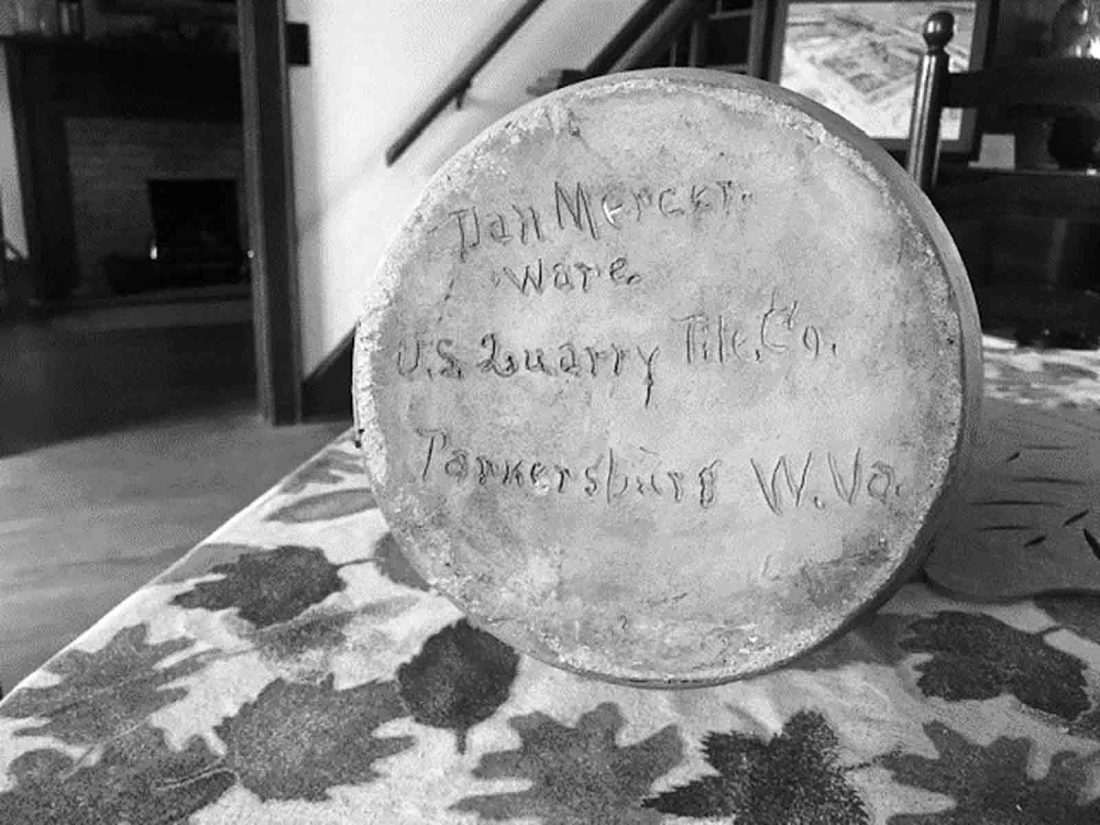 Dan Mercer.
Ware.
U.S. Quarry Tile. Co.
Parkersburg W. Va.